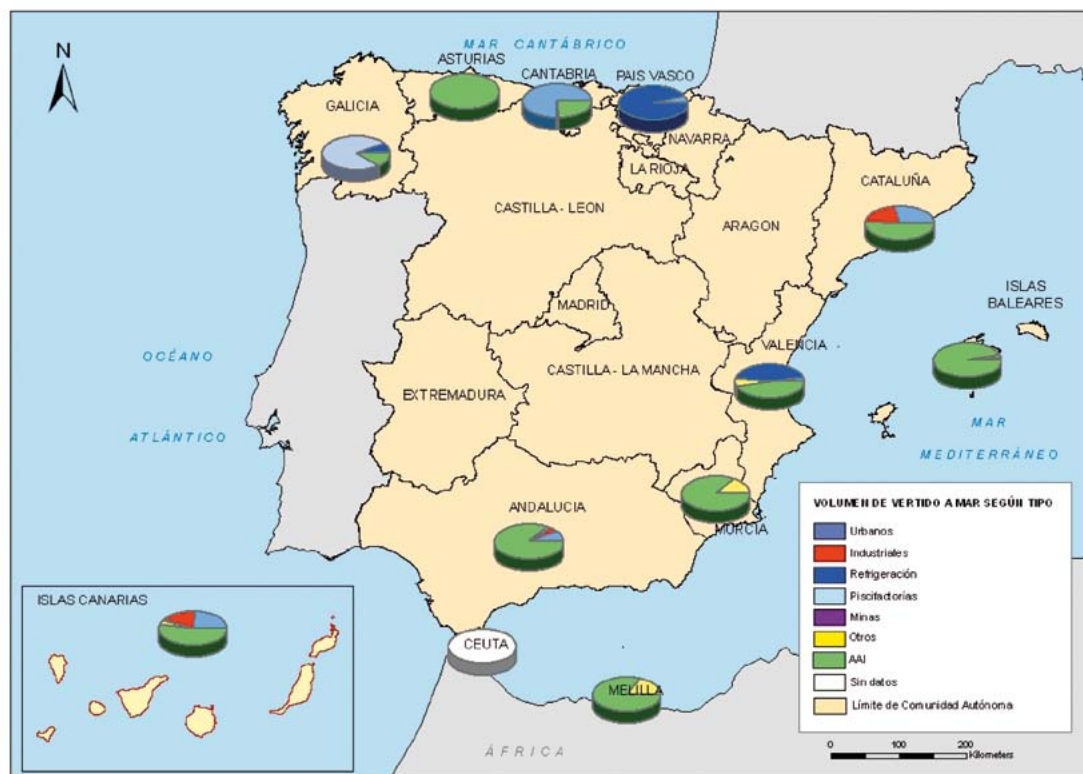 MAR CANTÁBRICO
N
ASTURIAS
CANTABRIA
PAIS VASCO
GALICIA
NAVARRA
LA RIOJA
CATALUÑA
CASTILLA - LEON
ARAGON
ISLAS
BALEARES
MADRID
VALENCIA
OCÉANO
CASTILLA - LA MANCHA
EXTREMADURA
ATLÁNTICO
MAR
MEDITERRÁNEO
ANDALUCIA
MURCIA
VOLUMEN DE VERTIDO A MAR SEGÚN TIPO
Urbanos
Industriales
Refrigeración
Piscifactorías
Minas
Otros
AAI
Sin datos
Límite de Comunidad Autónoma
ISLAS CANARIAS
CEUTA
MELILLA
ÁFRICA
0 100 200
Kilometers